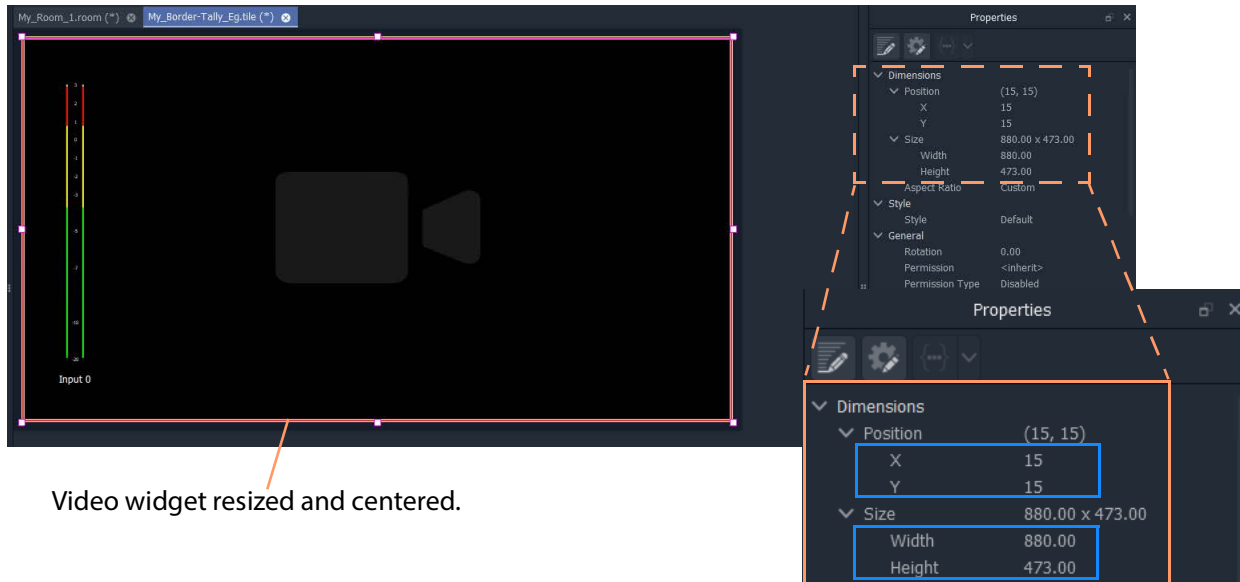 My_Room_1.room (*) My_Border-Tally_Eg.tile (*)
Input 0
Properties
Dimensions
Position (15, 15)
X 15
Y 15
Size 880.00 x 473.00
Width 880.00
Height 473.00
Aspect Ratio Custom
Style
Style Default
General
Rotation 0.00
Permission <inherit>
Permission Type Disabled
Properties
Dimensions
Position (15, 15)
X 15
Y 15
Size 880.00 x 473.00
Width 880.00
Height 473.00
Video widget resized and centered.